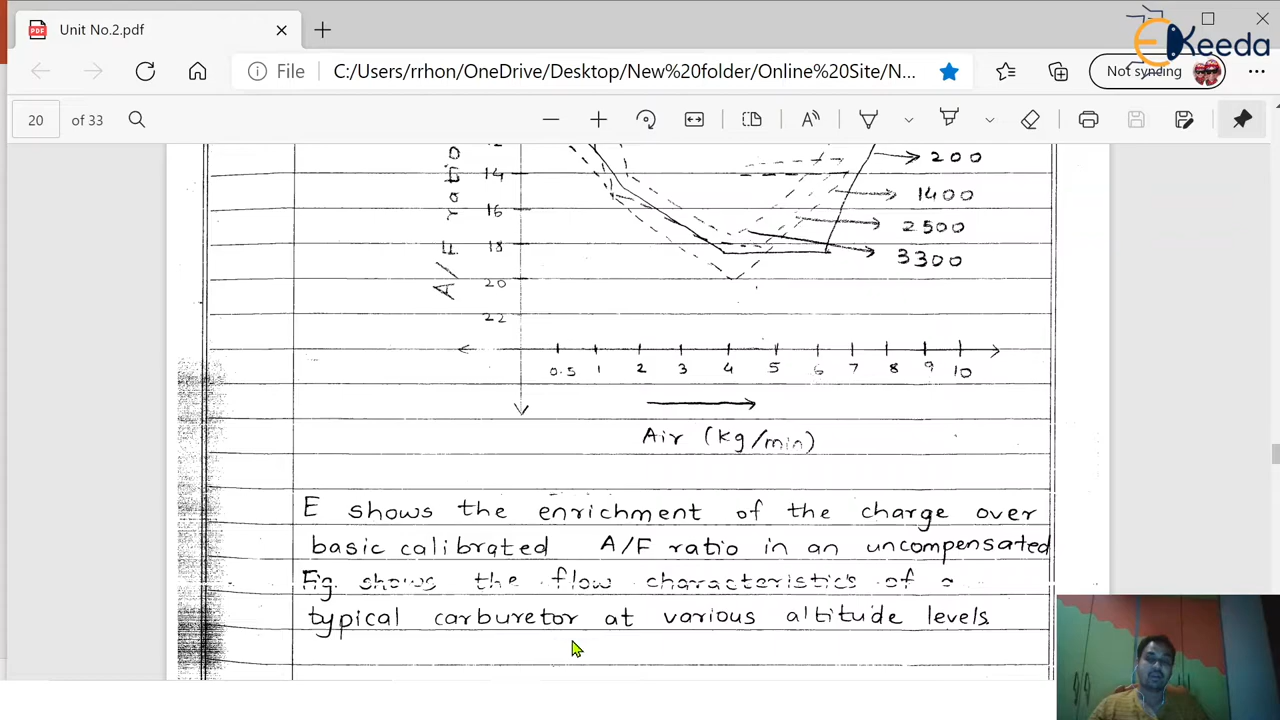 Unit No.2.pdf
Keeda
File
C:/Users/rrhon/OneDrive/Desktop/New%20folder/Online%20Site/N...
Not syncing
20 of 33
A/F ratio
14
16
18
20
22
200
1400
2500
3300
0.5 1 2 3 4 5 6 7 8 9 10
Air (kg/min)
E shows the enrichment of the charge over
basic calibrated A/F ratio in an uncompensated
Fig. shows the flow characteristics of a
typical carburetor at various altitude levels